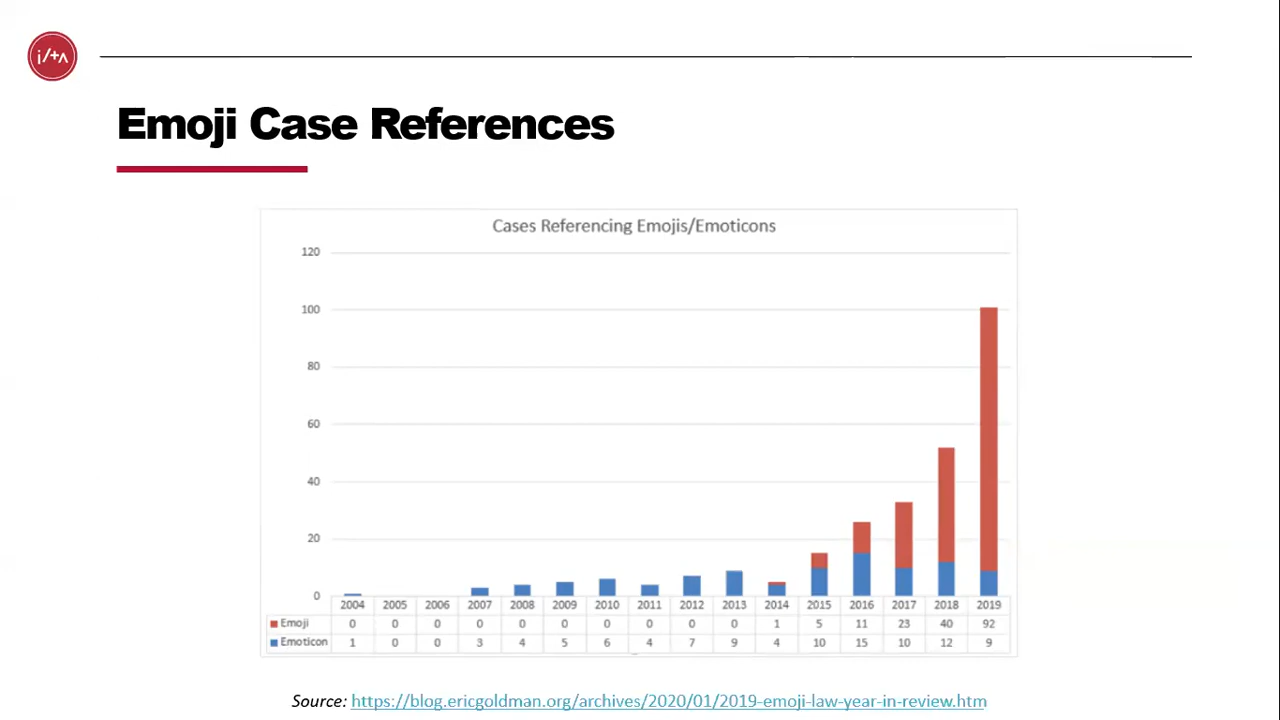 i/+Λ
Emoji Case References
Cases Referencing Emojis/Emoticons
120
100
80
60
40
20
0
2004 2005 2006 2007 2008 2009 2010 2011 2012 2013 2014 2015 2016 2017 2018 2019
Emoji 0 0 0 0 0 0 0 0 0 0 1 5 11 23 40 92
Emoticon 1 0 0 3 4 5 6 4 7 9 4 10 15 10 12 9
Source: https://blog.ericgoldman.org/archives/2020/01/2019-emoji-law-year-in-review.htm